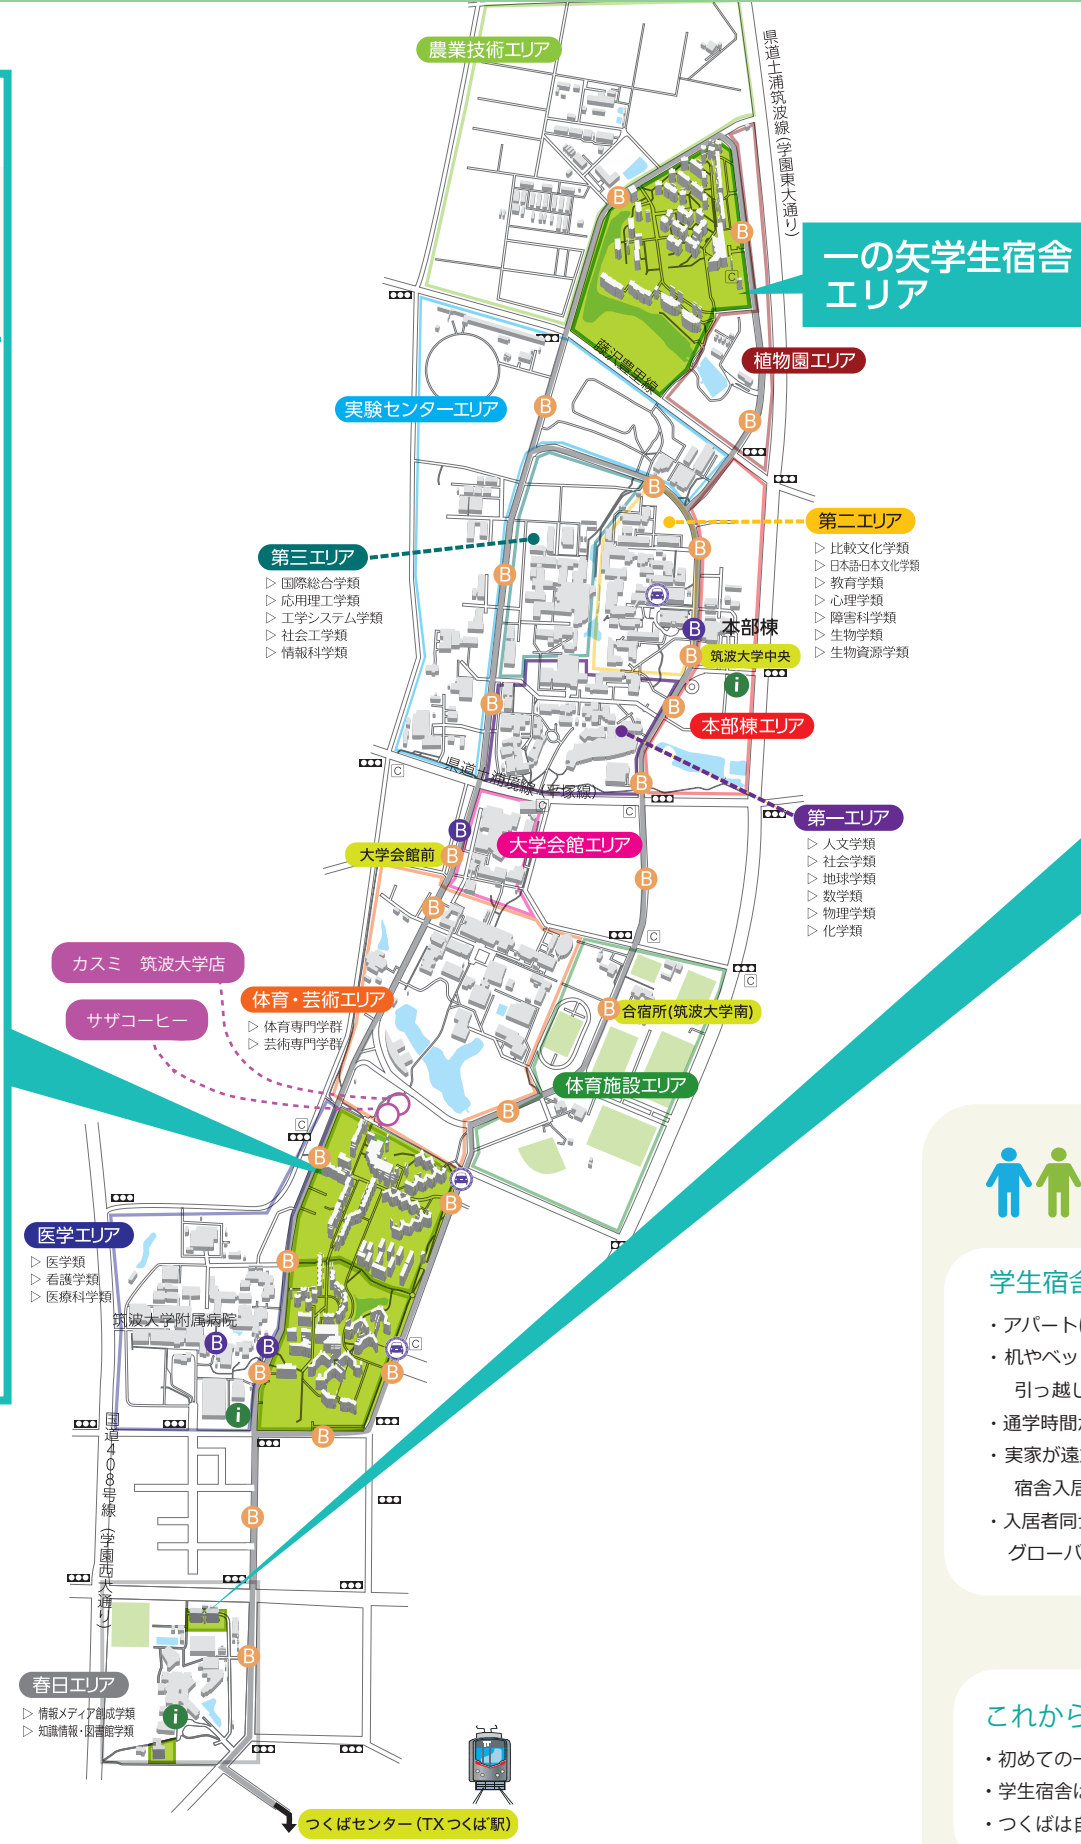 農業技術エリア
県道土浦筑波線(学園東大通り)
一の矢学生宿舎
エリア
藤沢豊里線
植物園エリア
実験センターエリア
第二エリア
▷ 比較文化学類
▷ 日本語・日本文化学類
▷ 教育学類
▷ 心理学類
▷ 障害科学類
▷ 生物学類
▷ 生物資源学類
第三エリア
▷ 国際総合学類
▷ 応用理工学類
▷ 工学システム学類
▷ 社会工学類
▷ 情報科学類
本部棟
筑波大学中央
本部棟エリア
県道土浦境線(平塚線)
第一エリア
▷ 人文学類
▷ 社会学類
▷ 地球学類
▷ 数学類
▷ 物理学類
▷ 化学類
大学会館エリア
大学会館前
カスミ 筑波大学店
サザコーヒー
体育・芸術エリア
▷ 体育専門学群
▷ 芸術専門学群
合宿所(筑波大学南)
体育施設エリア
医学エリア
▷ 医学類
▷ 看護学類
▷ 医療科学類
筑波大学附属病院
国道408号線(学園西大通り)
春日エリア
▷ 情報メディア創成学類
▷ 知識情報・図書館学類
つくばセンター(TXつくば駅)
学生宿舎
・アパート
・机やベッ
引っ越し
・通学時間
・実家が遠
宿舎入居
・入居者同
グローバ
これから
・初めての一
・学生宿舎は
・つくばは自